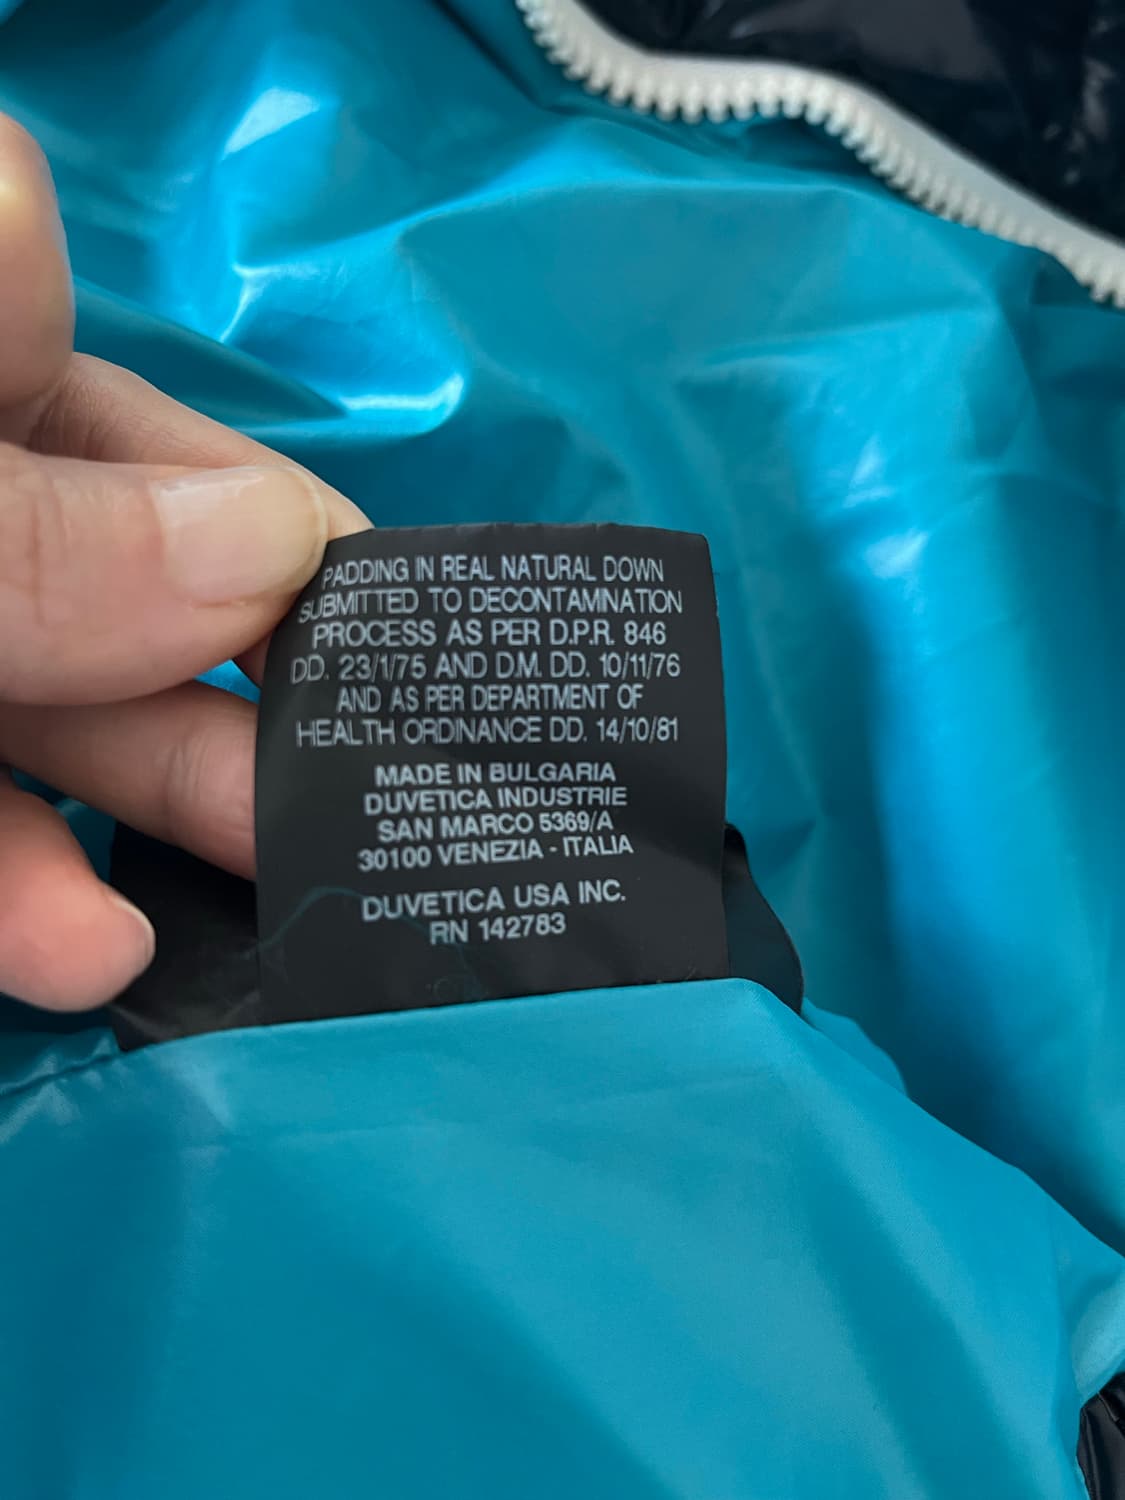 PADDING IN REAL NATURAL DOWN
SUBMITTED TO DECONTAMINATION
PROCESS AS PER D.P.R. 846
DD. 23/1/75 AND D.M. DD. 10/11/76
AND AS PER DEPARTMENT OF
HEALTH ORDINANCE DD. 14/10/81
MADE IN BULGARIA
DUVETICA INDUSTRIE
SAN MARCO 5369/A
30100 VENEZIA - ITALIA
DUVETICA USA INC.
RN 142783